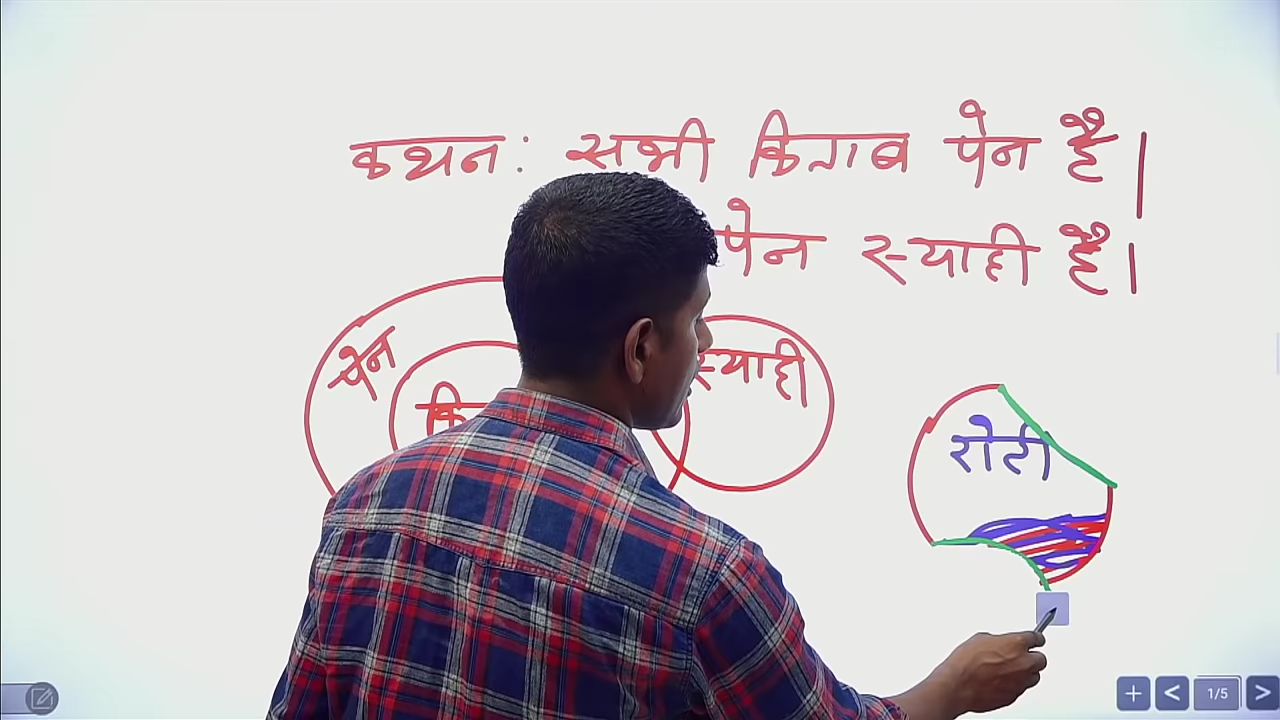 कथन: सभी किताब पेन है।
पेन स्याही है।
पेन
स्याही
रोटी
1/5